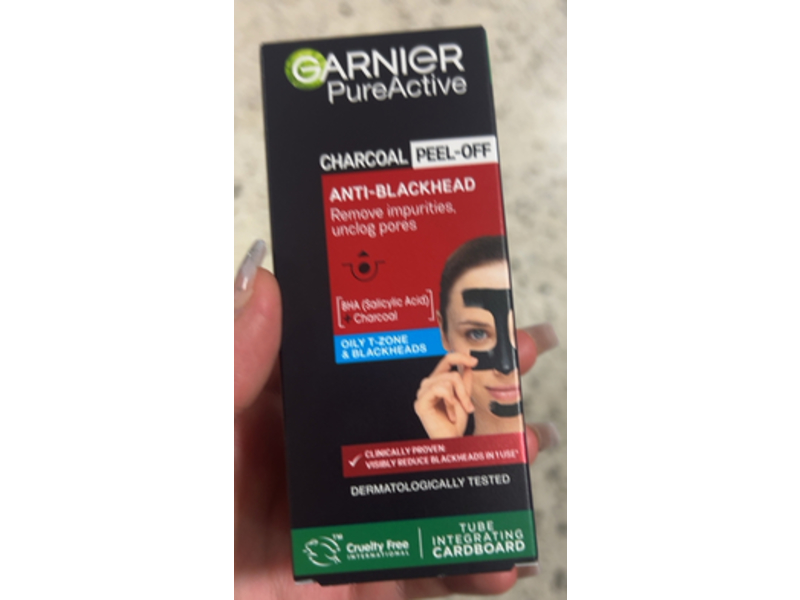 GARNIER
PureActive
CHARCOAL PEEL-OFF
ANTI-BLACKHEAD
Remove impurities,
unclog pores
BHA (Salicylic Acid)
+ Charcoal
OILY T-ZONE
& BLACKHEADS
CLINICALLY PROVEN:
VISIBLY REDUCE BLACKHEADS IN 1 USE*
DERMATOLOGICALLY TESTED
TM
Cruelty Free
INTERNATIONAL
TUBE
INTEGRATING
CARDBOARD